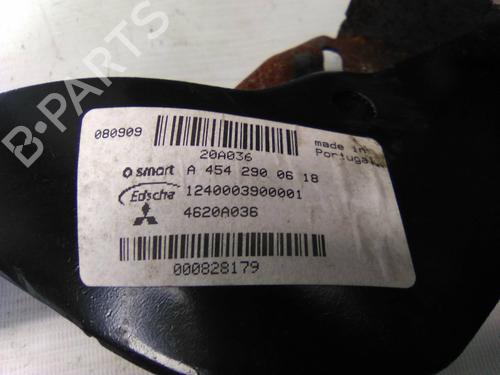 080909
20A036
made in
Portugal
smart A 454 290 06 18
Edscha 1240003900001
4620A036
000828179
B-PARTS